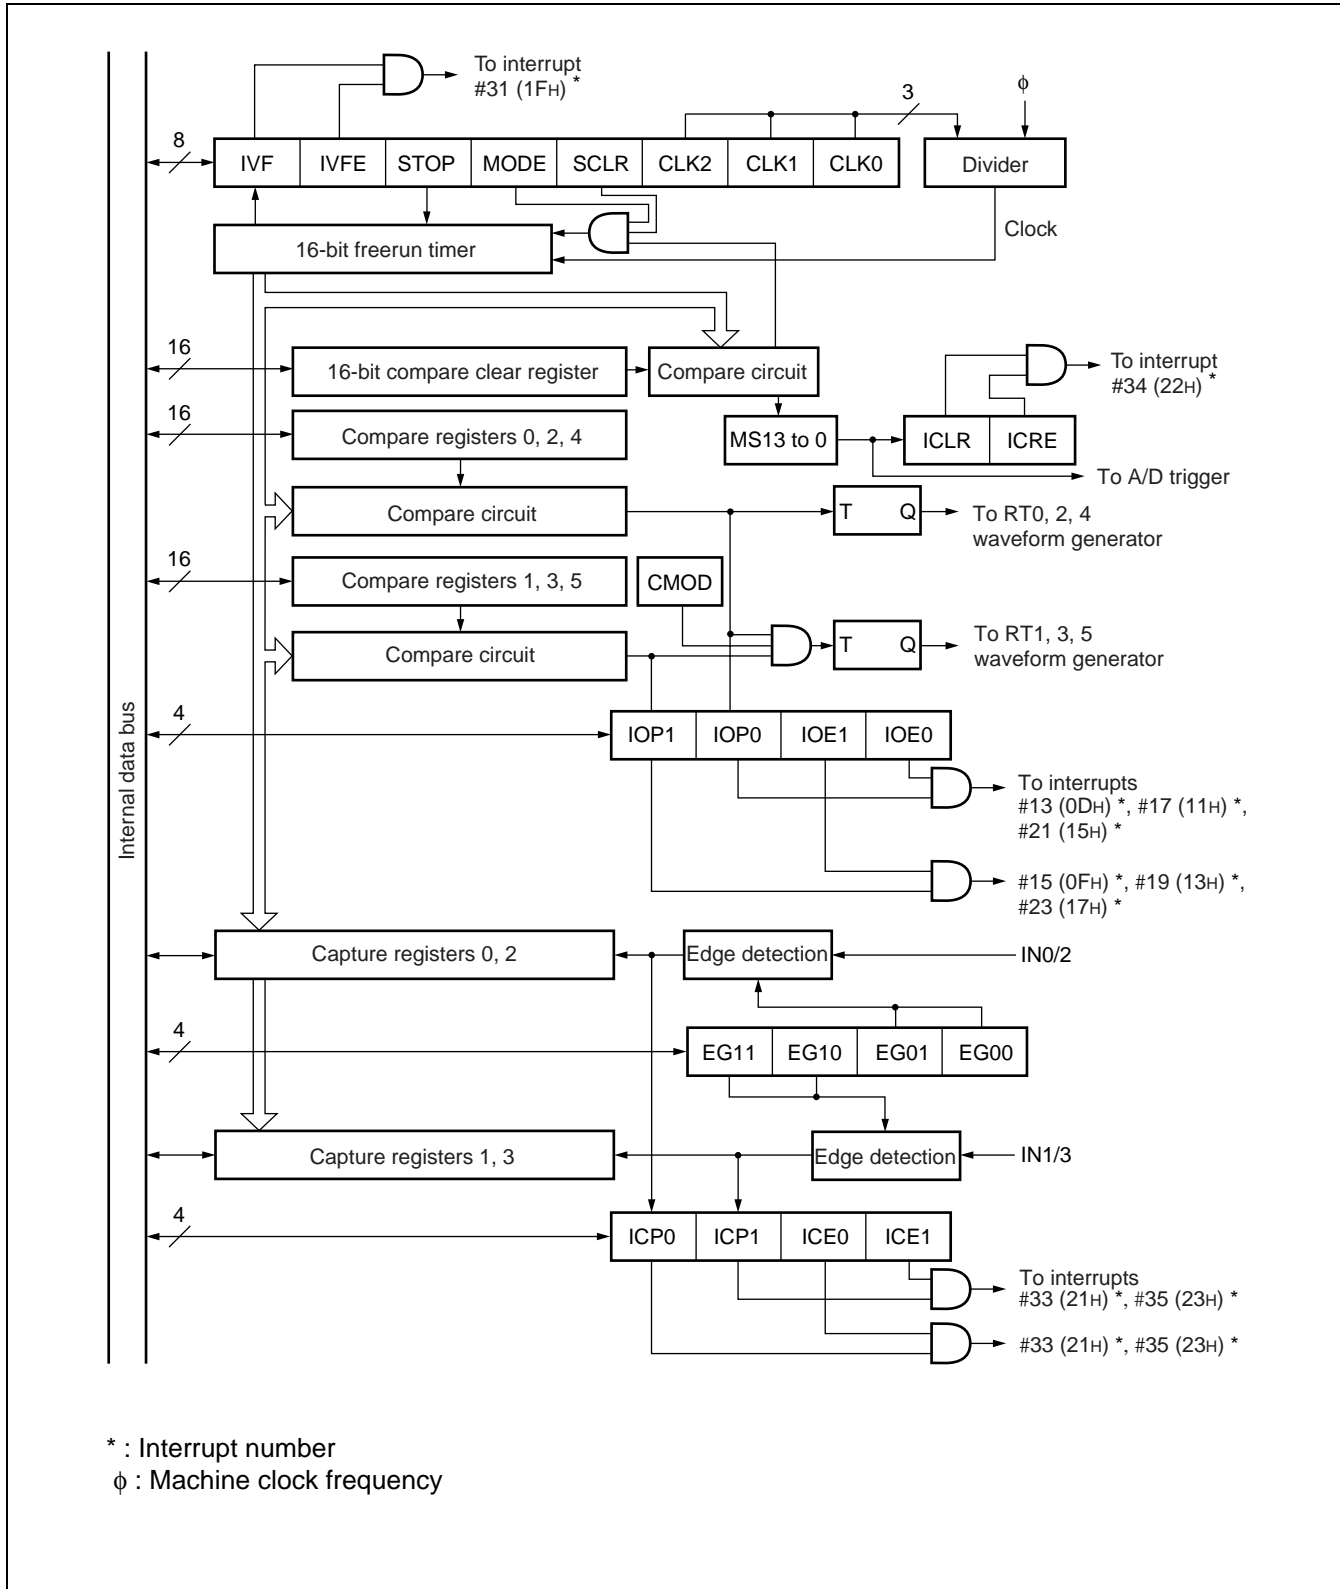 To interrupt
#31 (1FH) *
3
φ
8
IVF IVFE STOP MODE SCLR CLK2 CLK1 CLK0
Divider
16-bit freerun timer
Clock
16
16-bit compare clear register
Compare circuit
To interrupt
#34 (22H) *
16
Compare registers 0, 2, 4
MS13 to 0
ICLR ICRE
To A/D trigger
Compare circuit
T Q
To RT0, 2, 4
waveform generator
16
Compare registers 1, 3, 5
CMOD
Compare circuit
T Q
To RT1, 3, 5
waveform generator
Internal data bus
4
IOP1 IOP0 IOE1 IOE0
To interrupts
#13 (0DH) *, #17 (11H) *,
#21 (15H) *
#15 (0FH) *, #19 (13H) *,
#23 (17H) *
Capture registers 0, 2
Edge detection
IN0/2
4
EG11 EG10 EG01 EG00
Capture registers 1, 3
Edge detection
IN1/3
4
ICP0 ICP1 ICE0 ICE1
To interrupts
#33 (21H) *, #35 (23H) *
#33 (21H) *, #35 (23H) *
* : Interrupt number
φ : Machine clock frequency